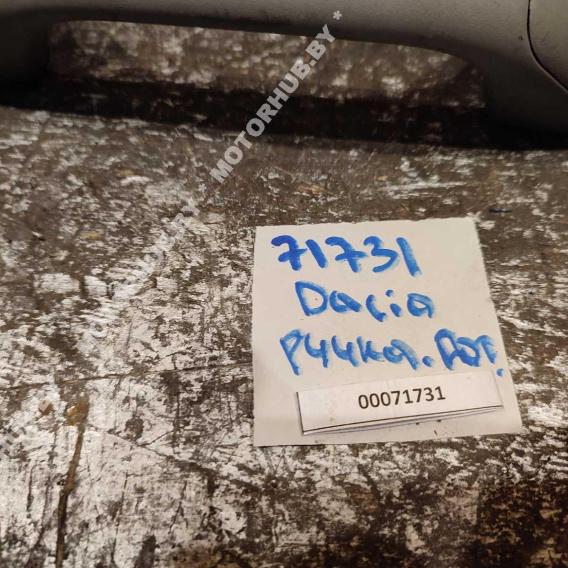 * MOTORHUB.BY *
71731
Dacia
Ручка. Пот.
00071731